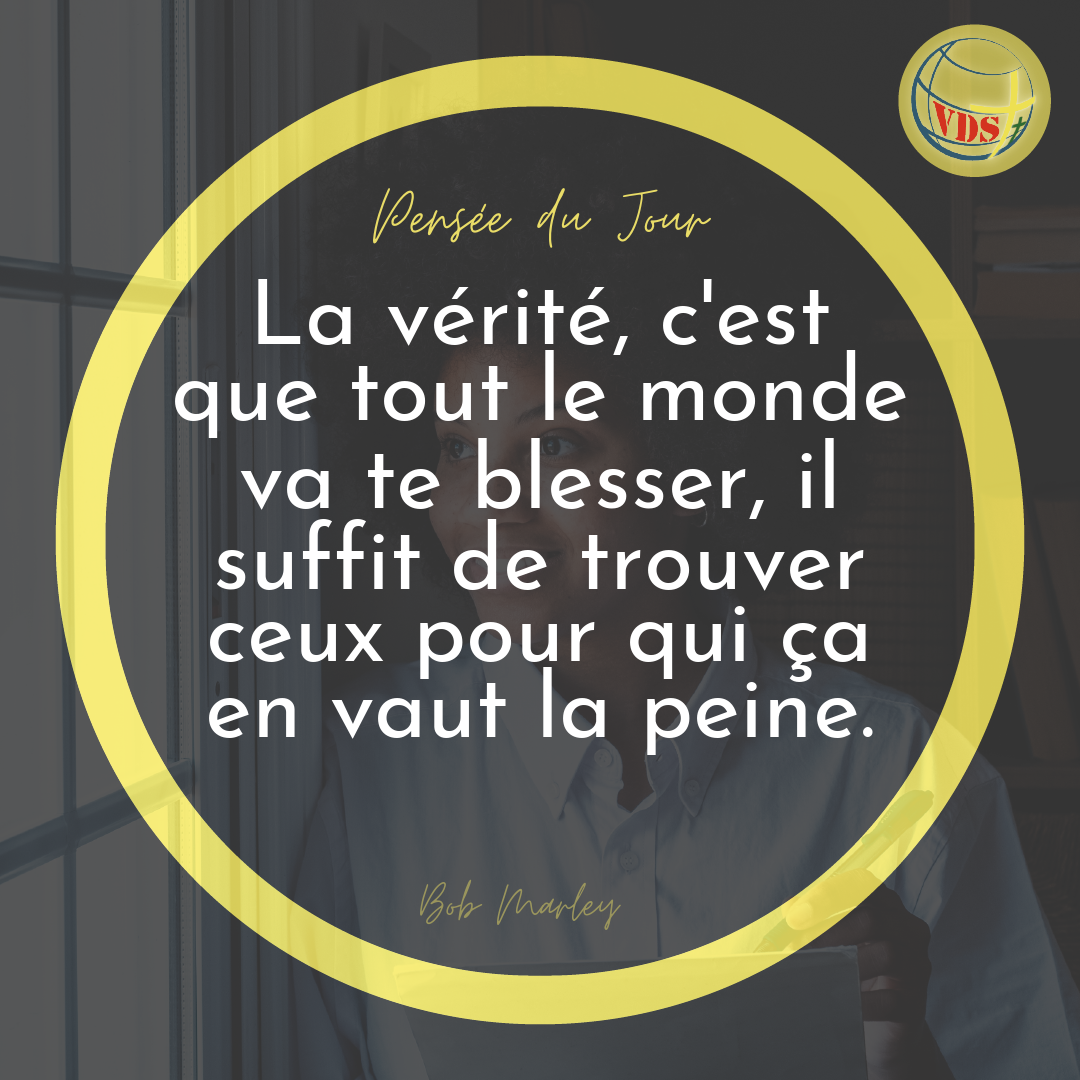 VDS
Pensée du Jour
La vérité, c'est
que tout le monde
va te blesser, il
suffit de trouver
ceux pour qui ça
en vaut la peine.
Bob Marley